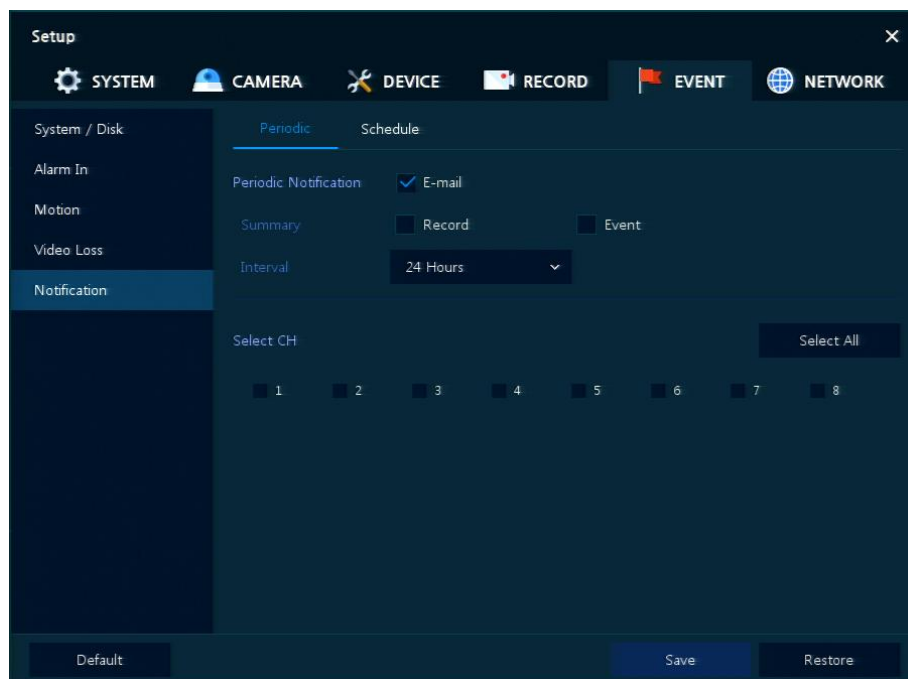 Setup
SYSTEM CAMERA DEVICE RECORD EVENT NETWORK
System / Disk
Alarm In
Motion
Video Loss
Notification
Periodic Schedule
Periodic Notification E-mail
Summary Record Event
Interval 24 Hours
Select CH Select All
1 2 3 4 5 6 7 8
Default Save Restore